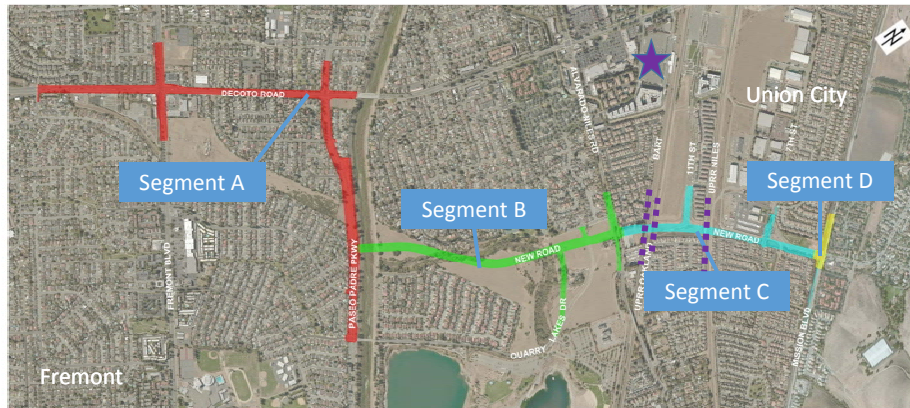 N
Union City
ALVARADO-NILES RD
BART
11TH ST
UPRR NILES
7TH ST
DECOTO ROAD
Segment A
Segment B
Segment D
NEW ROAD
NEW ROAD
UPRR OAKLAND
Segment C
FREMONT BLVD
PASEO PADRE PKWY
LAKES DR
QUARRY
MISSION BLVD
Fremont